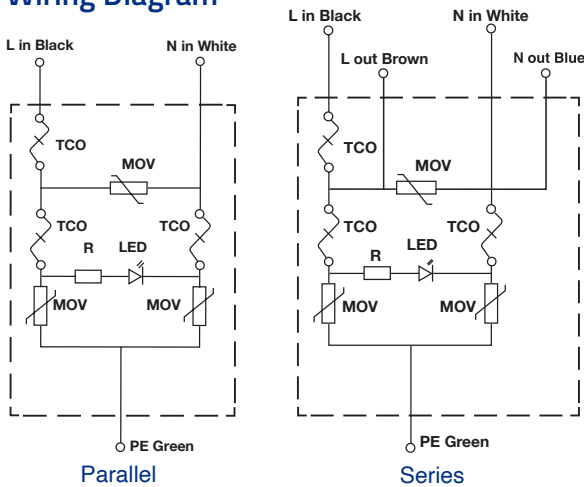 Wiring Diagram
L in Black
N in White
TCO
MOV
TCO
TCO
R
LED
MOV
MOV
PE Green
Parallel
L in Black
N in White
L out Brown
N out Blue
TCO
MOV
TCO
TCO
R
LED
MOV
MOV
PE Green
Series